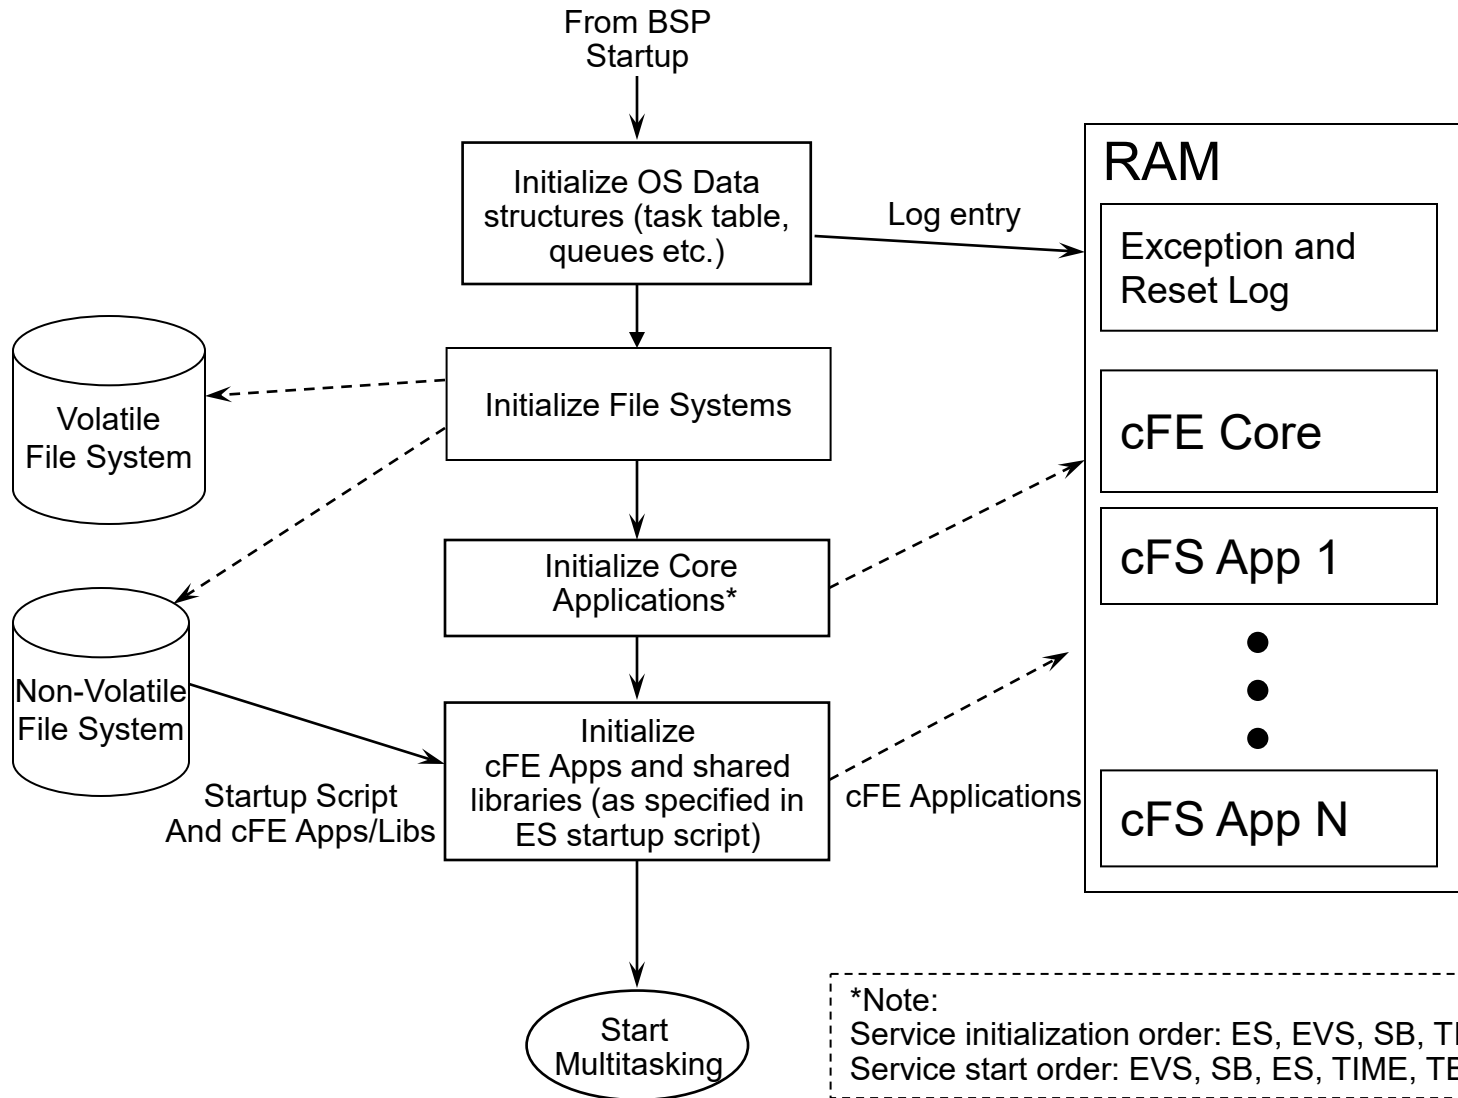 From BSP
Startup
Initialize OS Data
structures (task table,
queues etc.)
Log entry
RAM
Exception and
Reset Log
Volatile
File System
Initialize File Systems
cFE Core
cFS App 1
Initialize Core
Applications*
Non-Volatile
File System
Initialize
cFE Apps and shared
libraries (as specified in
ES startup script)
Startup Script
And cFE Apps/Libs
cFE Applications
cFS App N
Start
Multitasking
*Note:
Service initialization order: ES, EVS, SB,
Service start order: EVS, SB, ES, TIME,